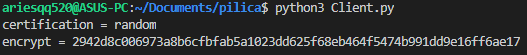 ariesqq520@ASUS-PC:~/Documents/pilica$ python3 Client.py
certification = random
encrypt = 2942d8c006973a8b6cfbfab5a1023dd625f68eb464f5474b991dd9e16ff6ae17